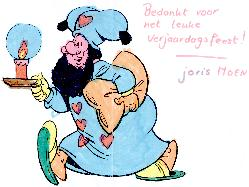 Bedankt voor
het leuke
verjaardagsfeest!
joris MOEN